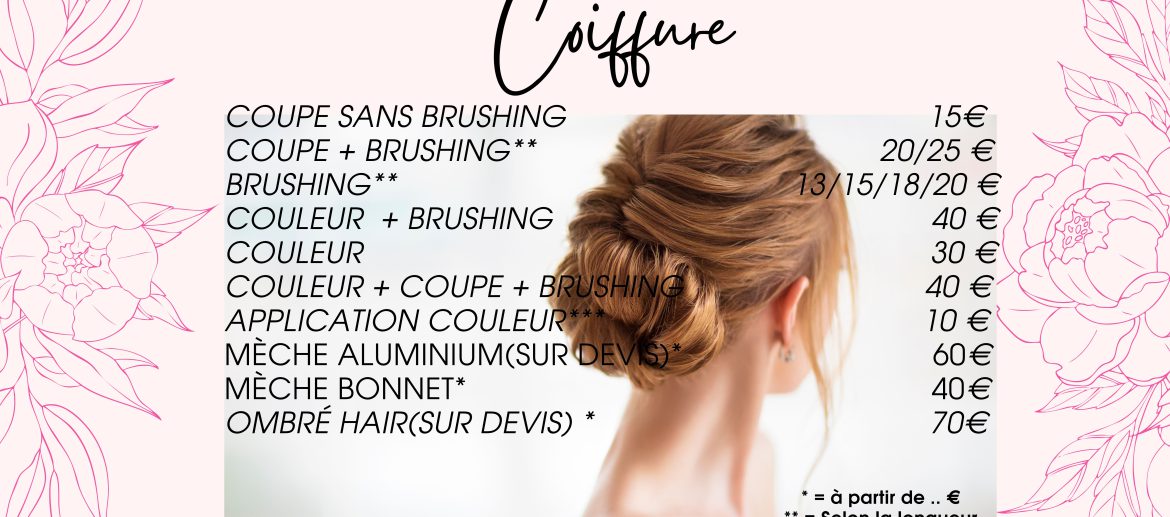 Coiffure
COUPE SANS BRUSHING 15€
COUPE + BRUSHING** 20/25 €
BRUSHING** 13/15/18/20 €
COULEUR + BRUSHING 40 €
COULEUR 30 €
COULEUR + COUPE + BRUSHING 40 €
APPLICATION COULEUR*** 10 €
MÈCHE ALUMINIUM(SUR DEVIS)* 60€
MÈCHE BONNET* 40€
OMBRÉ HAIR(SUR DEVIS) * 70€
* = à partir de .. €
** = Selon la longueur